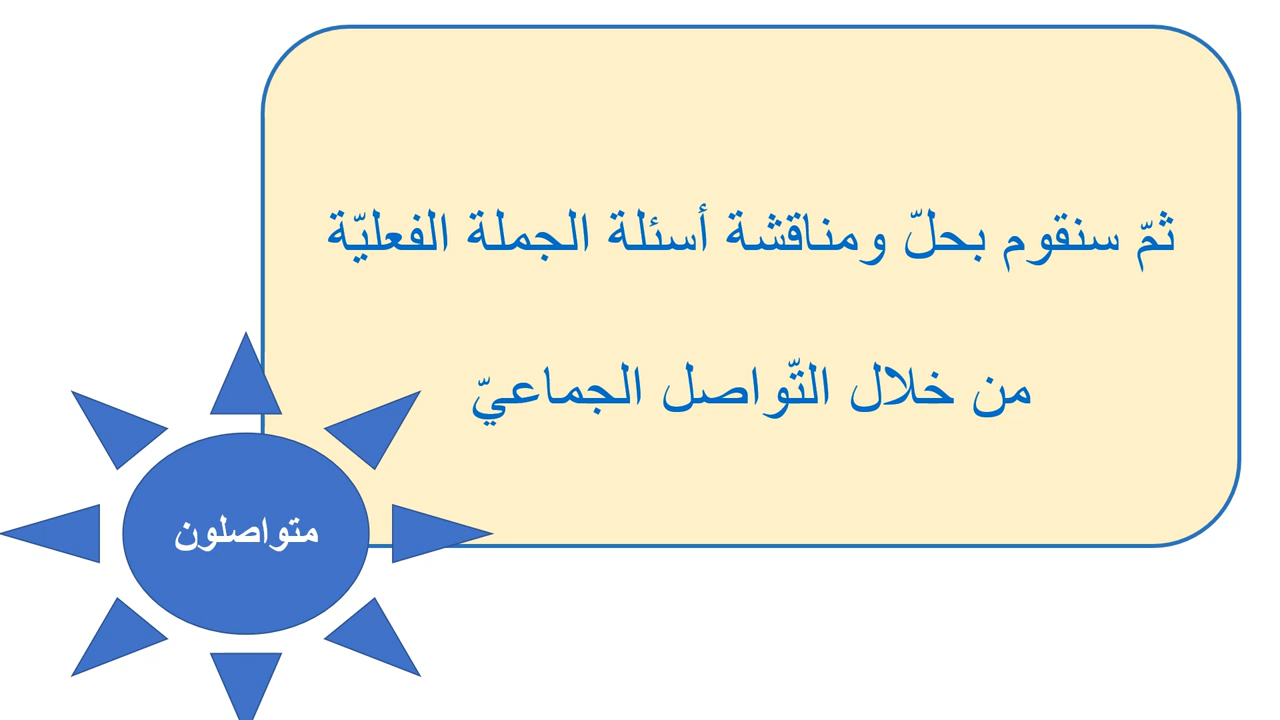 ثمّ سنقوم بحلّ ومناقشة أسئلة الجملة الفعليّة
من خلال التّواصل الجماعيّ
متواصلون